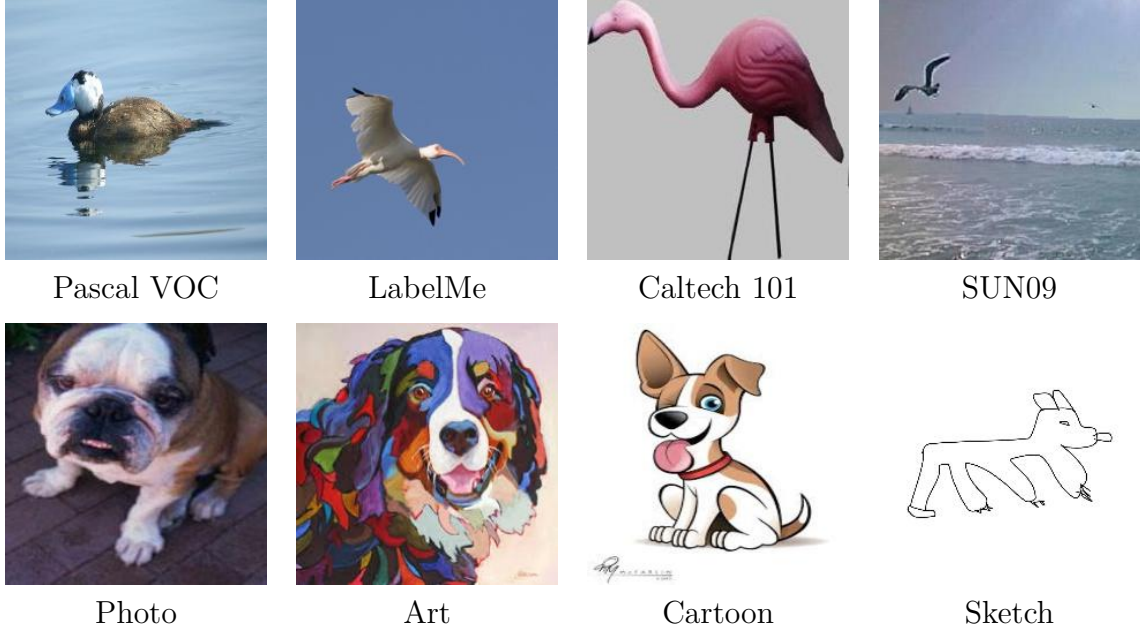 Pascal VOC
LabelMe
Caltech 101
SUN09
Photo
Art
Cartoon
Sketch